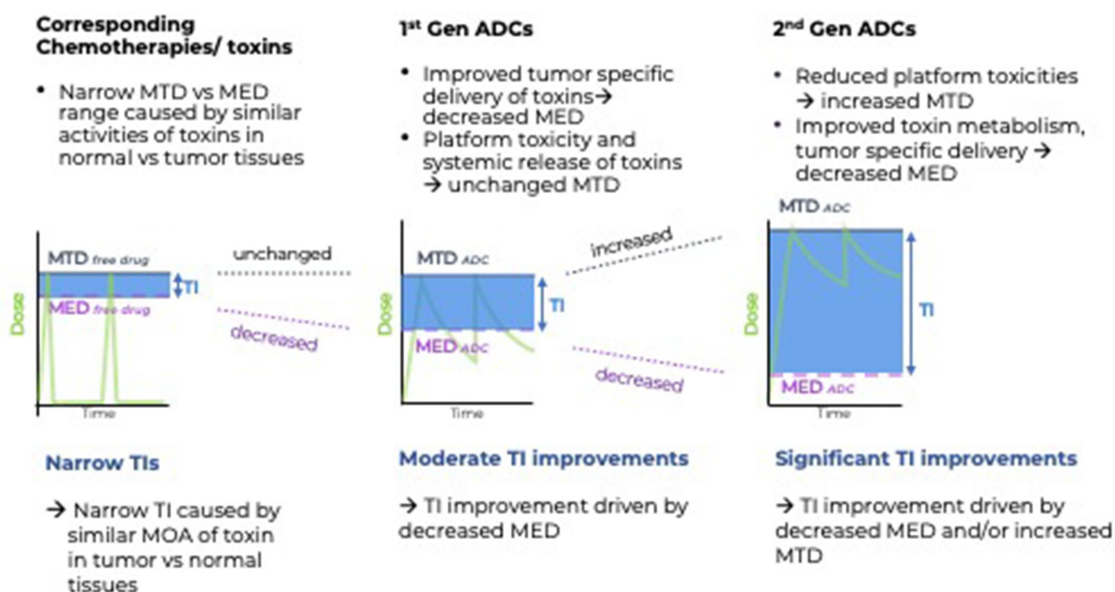 Corresponding
Chemotherapies/ toxins
• Narrow MTD vs MED
range caused by similar
activities of toxins in
normal vs tumor tissues
1st Gen ADCs
• Improved tumor specific
delivery of toxins→
decreased MED
• Platform toxicity and
systemic release of toxins
→ unchanged MTD
2nd Gen ADCs
• Reduced platform toxicities
→ increased MTD
• Improved toxin metabolism,
tumor specific delivery →
decreased MED
MTD free drug
TI
MED free drug
Dose
Time
unchanged
decreased
MTD ADC
TI
MED ADC
Dose
Time
increased
decreased
MTD ADC
TI
MED ADC
Dose
Time
Narrow TIs
→ Narrow TI caused by
similar MOA of toxin
in tumor vs normal
tissues
Moderate TI improvements
→ TI improvement driven by
decreased MED
Significant TI improvements
→ TI improvement driven by
decreased MED and/or increased
MTD